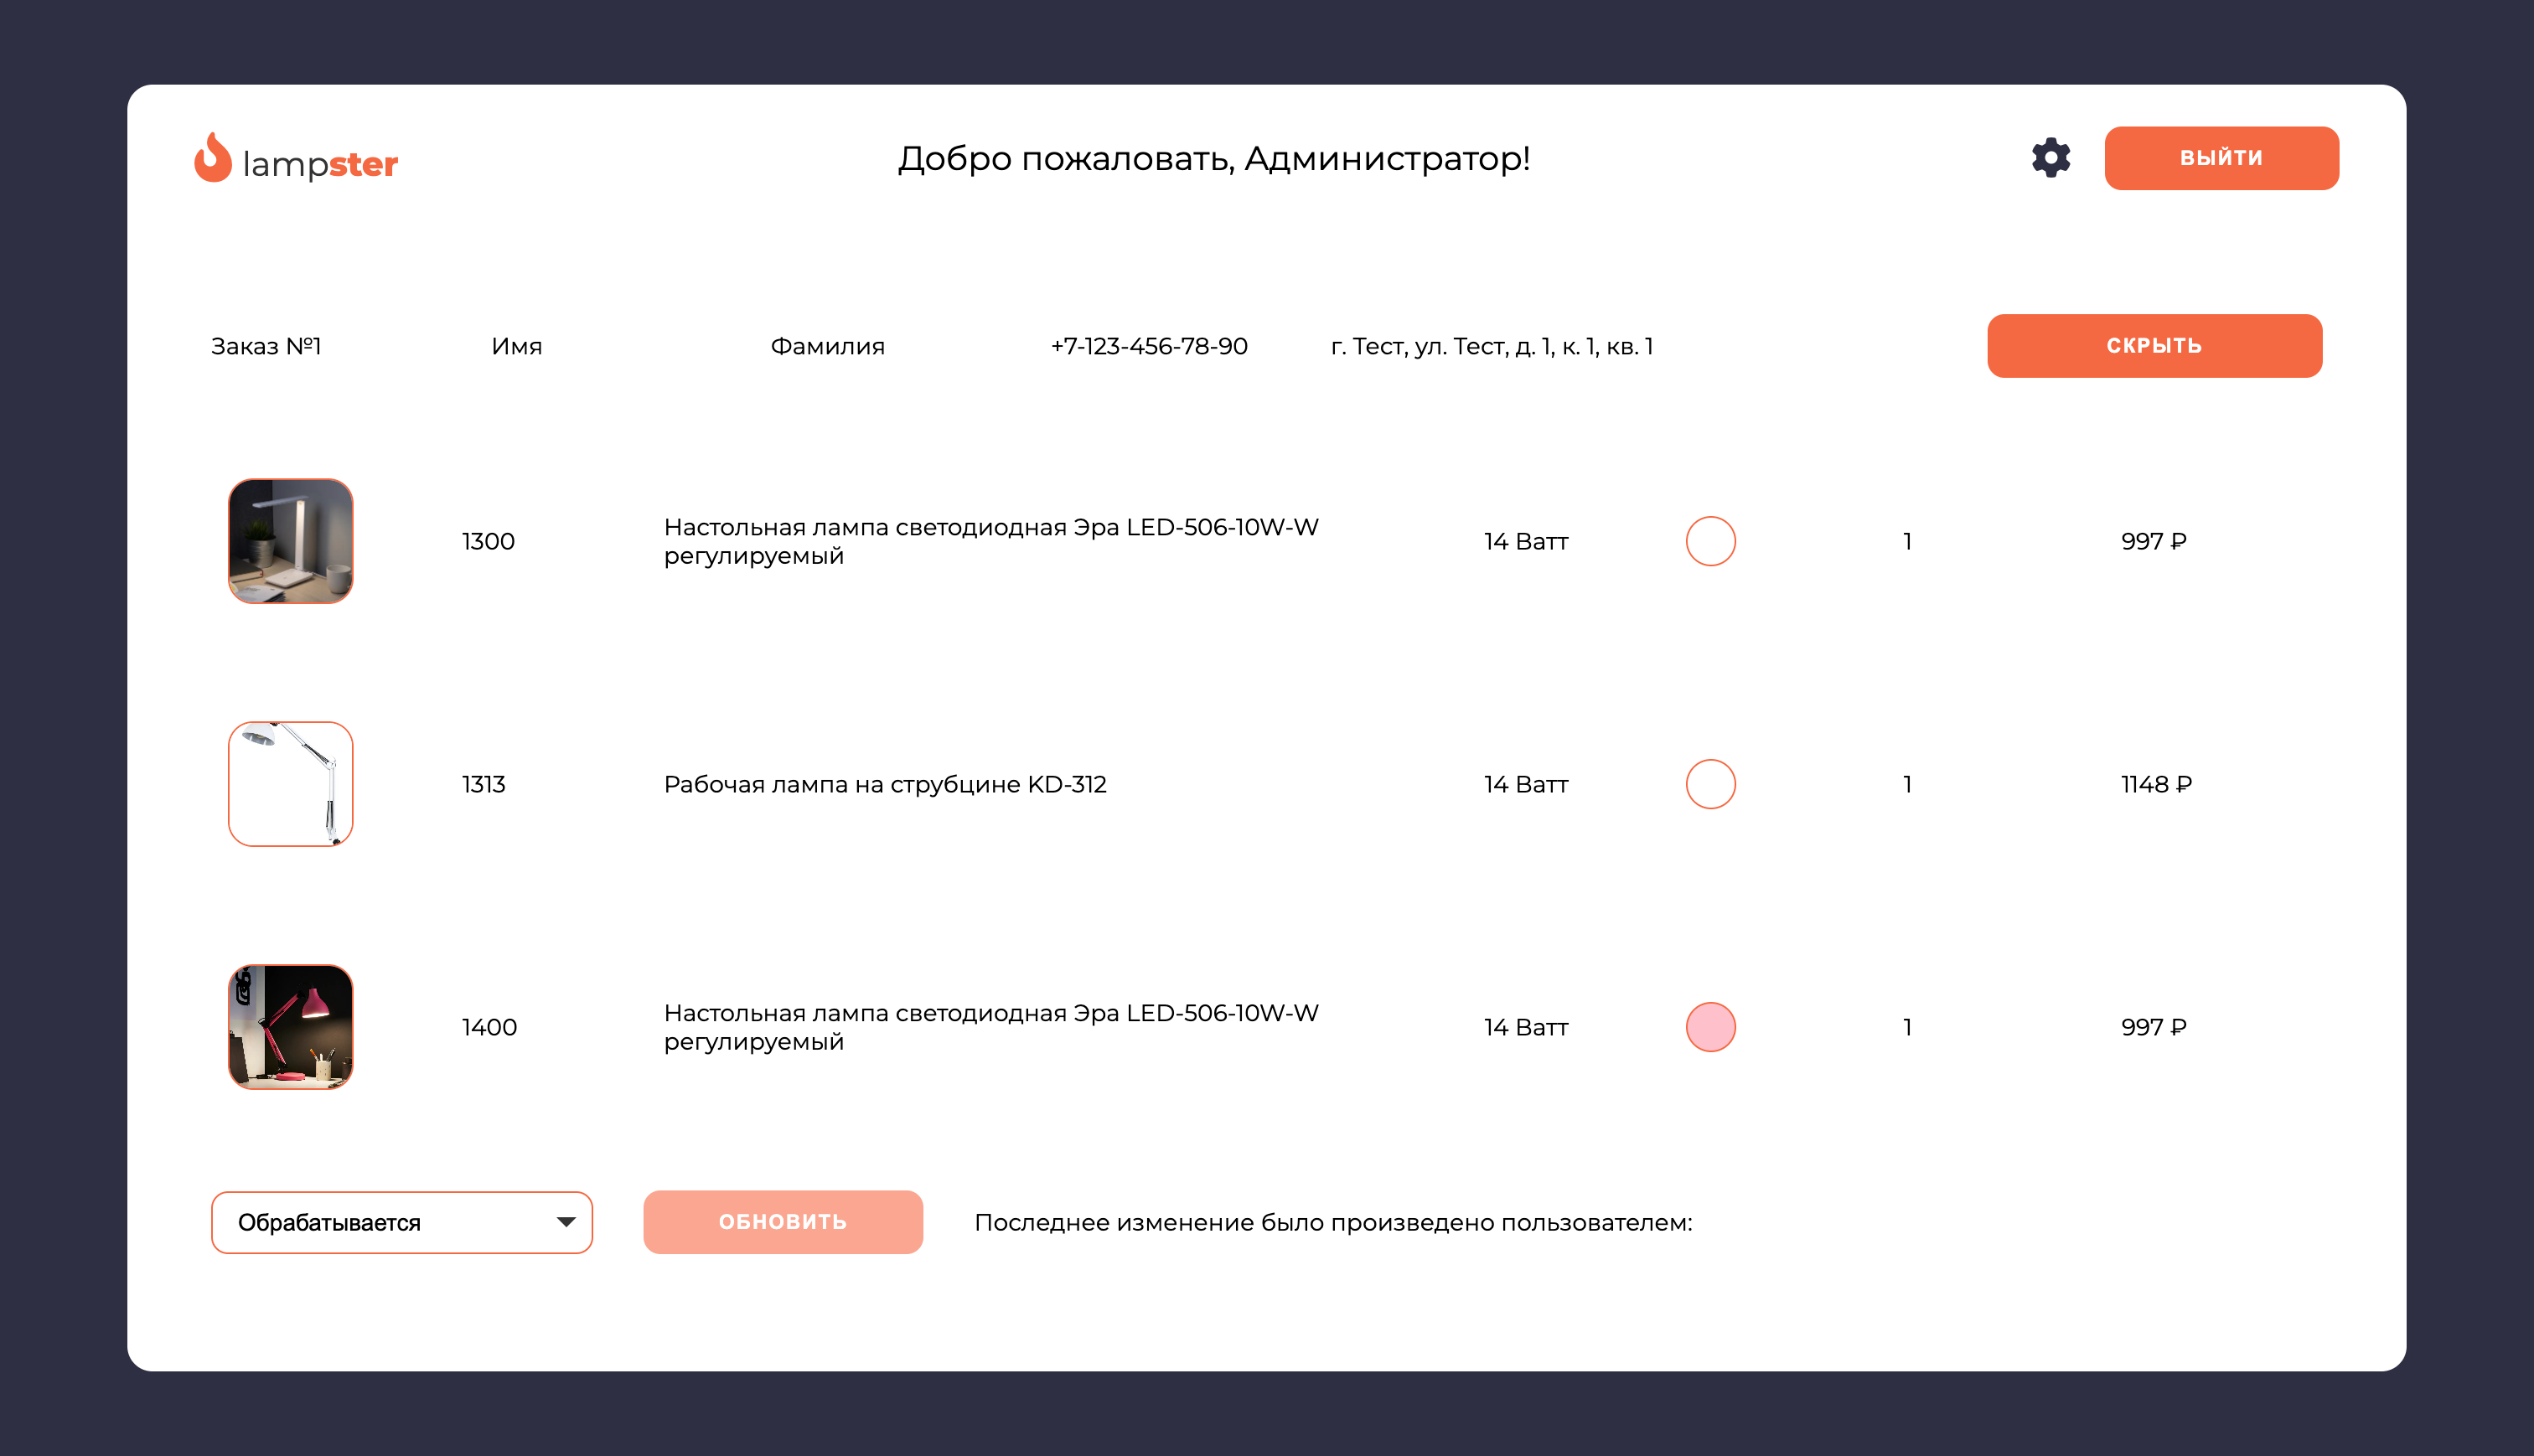 lampster
Добро пожаловать, Администратор!
ВЫЙТИ
Заказ №1
Имя
Фамилия
+7-123-456-78-90
г. Тест, ул. Тест, д. 1, к. 1, кв. 1
СКРЫТЬ
1300
Настольная лампа светодиодная Эра LED-506-10W-W
регулируемый
14 Ватт
1
997 ₽
1313
Рабочая лампа на струбцине KD-312
14 Ватт
1
1148 ₽
1400
Настольная лампа светодиодная Эра LED-506-10W-W
регулируемый
14 Ватт
1
997 ₽
Обрабатывается
ОБНОВИТЬ
Последнее изменение было произведено пользователем: